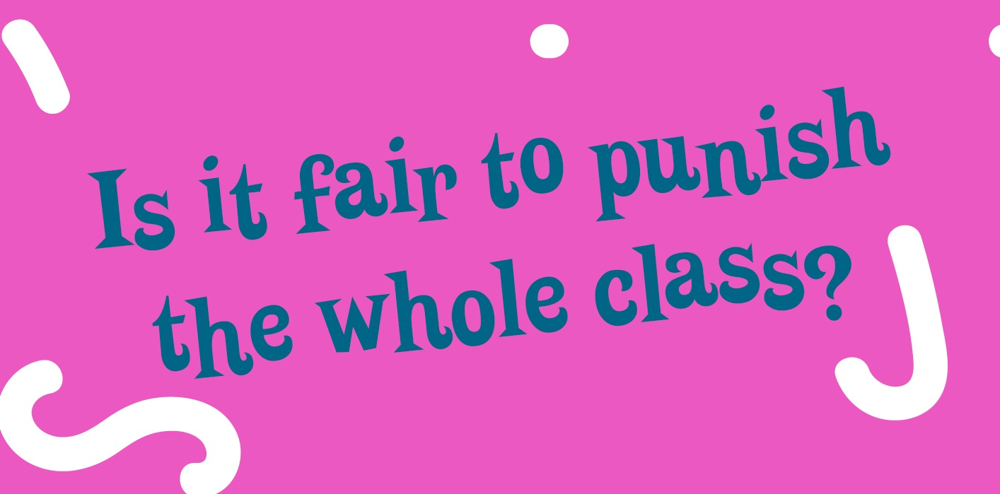 Is it fair to punish
the whole class?